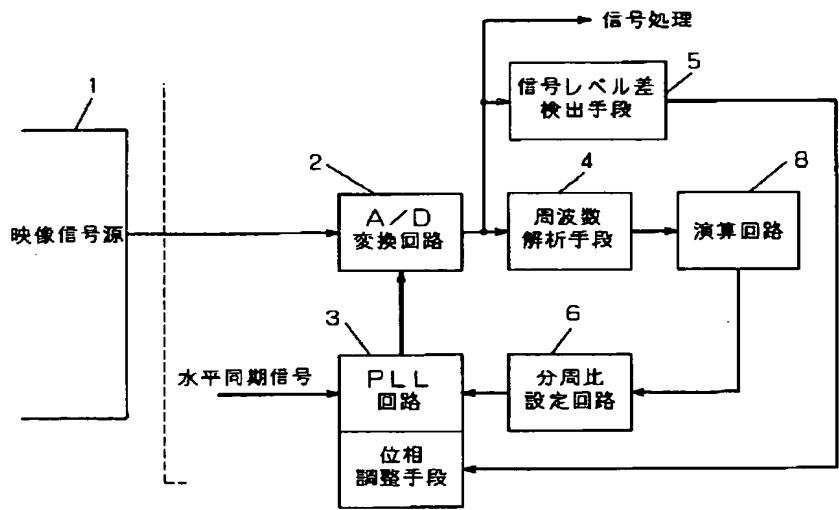 信号処理
5
信号レベル差
検出手段
1
2
4
8
映像信号源
A/D
変換回路
周波数
解析手段
演算回路
3
6
水平同期信号
PLL
回路
分周比
設定回路
位相
調整手段